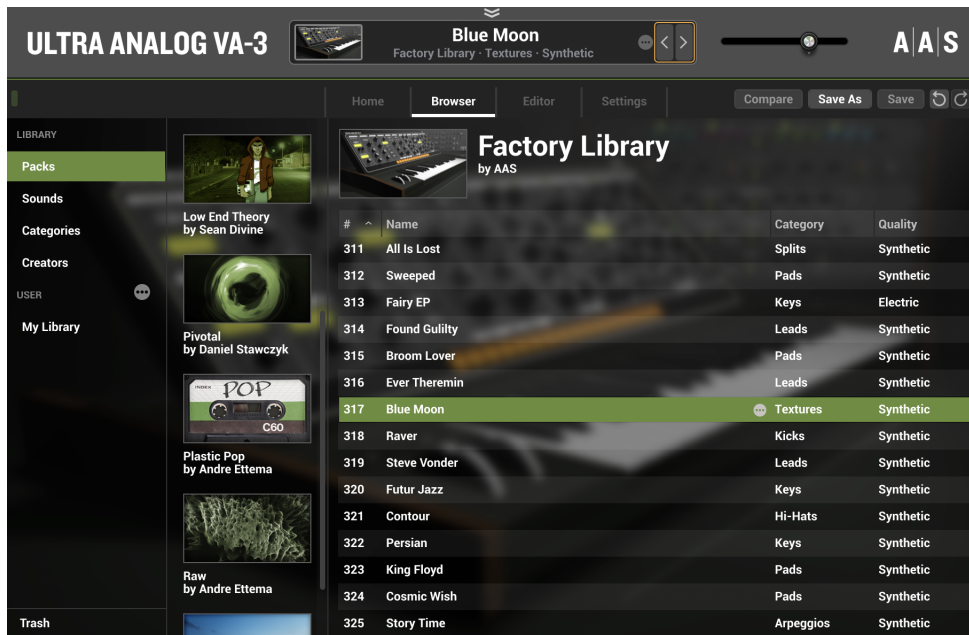 ULTRA ANALOG VA-3
Blue Moon
Factory Library · Textures · Synthetic
A|A|S
Home
Browser
Editor
Settings
Compare
Save As
Save
LIBRARY
Packs
Sounds
Categories
Creators
USER
My Library
Trash
Low End Theory
by Sean Divine
Pivotal
by Daniel Stawczyk
POP
C60
Plastic Pop
by Andre Ettema
Raw
by Andre Ettema
Factory Library
by AAS
# Name Category Quality
311 All Is Lost Splits Synthetic
312 Sweeped Pads Synthetic
313 Fairy EP Keys Electric
314 Found Gulilty Leads Synthetic
315 Broom Lover Pads Synthetic
316 Ever Theremin Leads Synthetic
317 Blue Moon Textures Synthetic
318 Raver Kicks Synthetic
319 Steve Vonder Leads Synthetic
320 Futur Jazz Keys Synthetic
321 Contour Hi-Hats Synthetic
322 Persian Keys Synthetic
323 King Floyd Pads Synthetic
324 Cosmic Wish Pads Synthetic
325 Story Time Arpeggios Synthetic